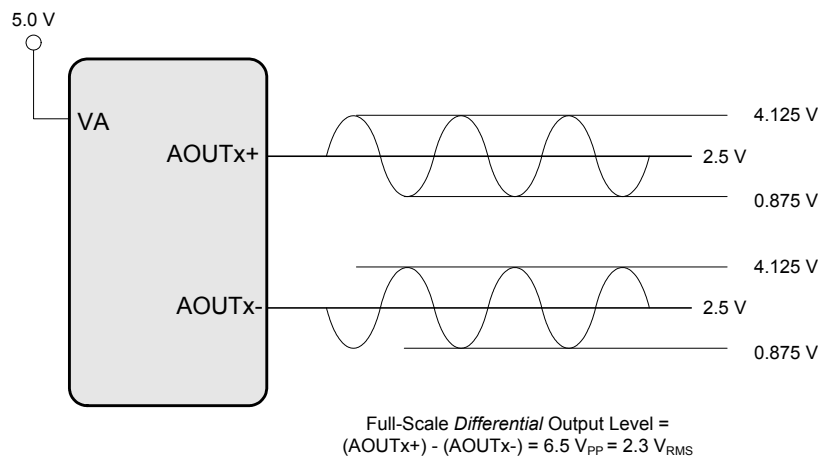 5.0 V
VA
AOUTx+
4.125 V
2.5 V
0.875 V
AOUTx-
4.125 V
2.5 V
0.875 V
Full-Scale Differential Output Level =
(AOUTx+) - (AOUTx-) = 6.5 VPP = 2.3 VRMS